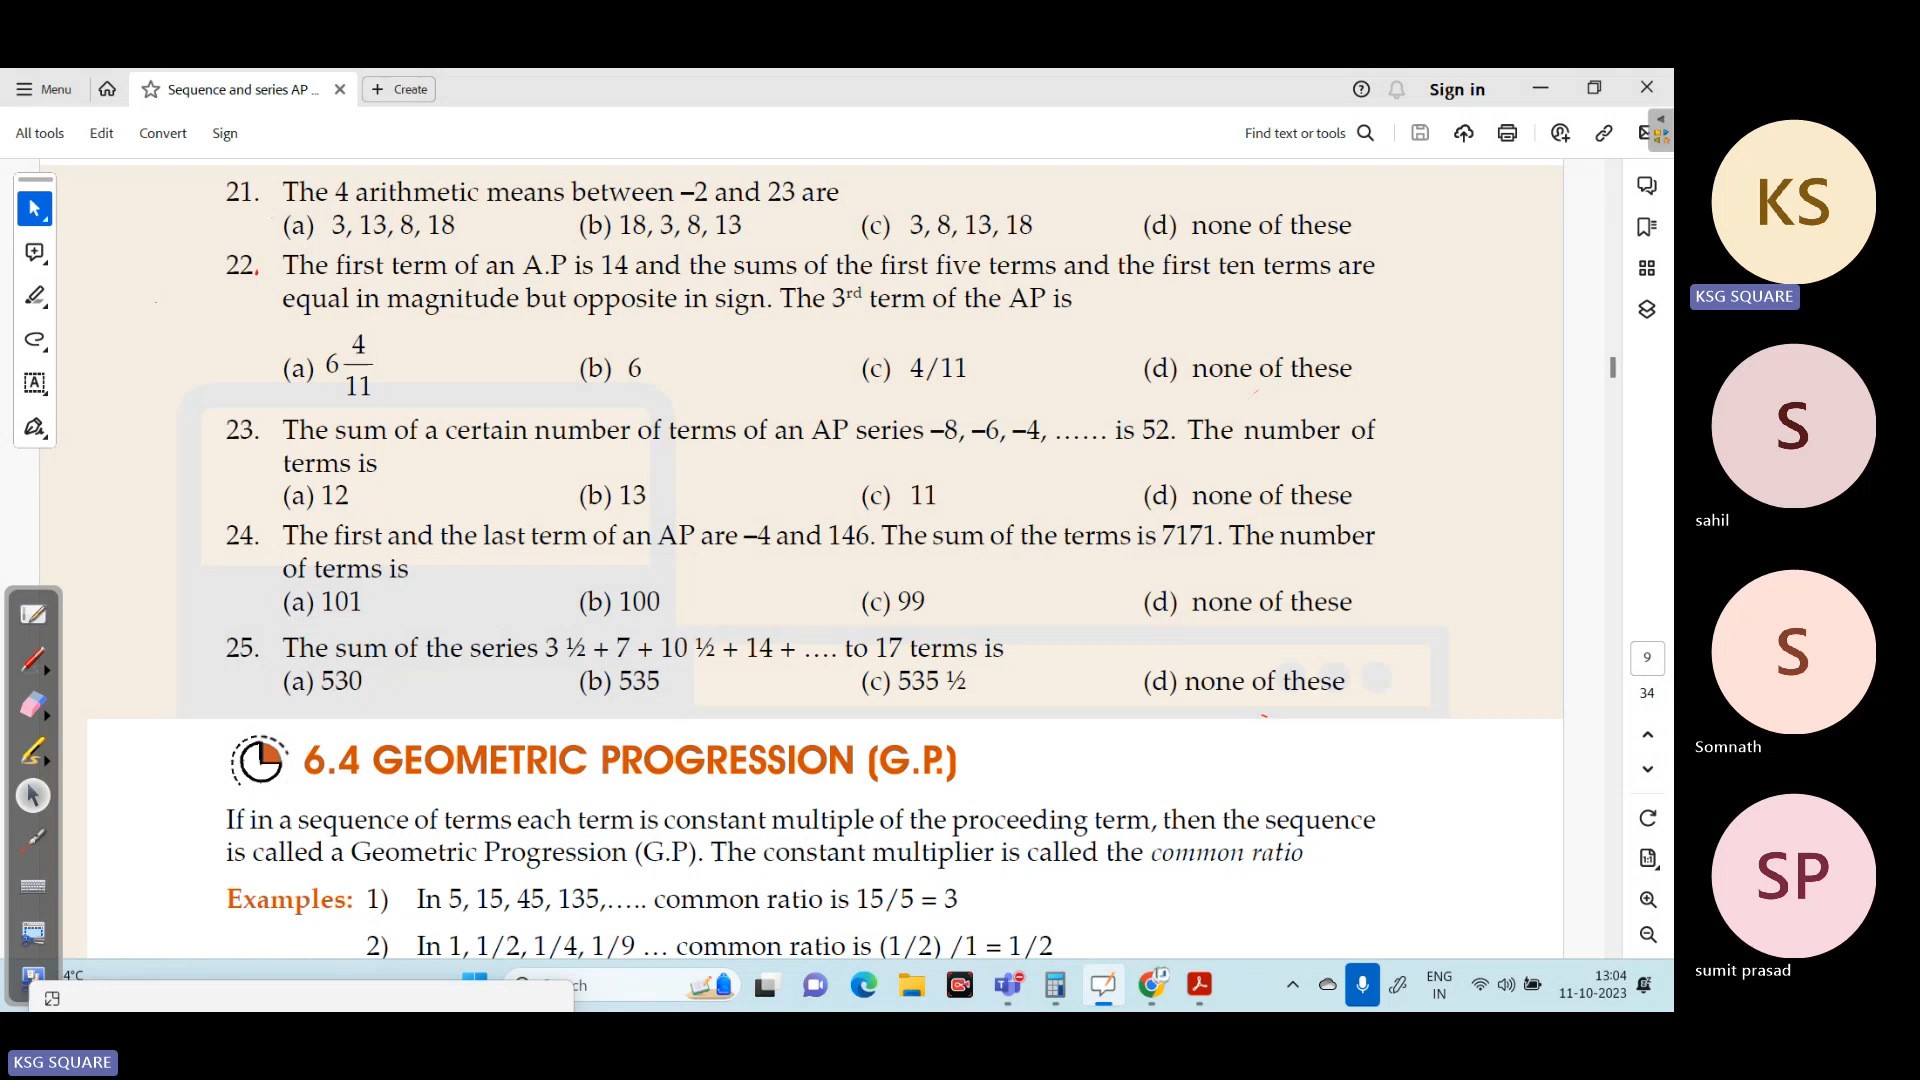 Menu
Sequence and series AP ...
Create
Sign in
All tools Edit Convert Sign
Find text or tools
21. The 4 arithmetic means between –2 and 23 are
(a) 3, 13, 8, 18 (b) 18, 3, 8, 13 (c) 3, 8, 13, 18 (d) none of these
22. The first term of an A.P is 14 and the sums of the first five terms and the first ten terms are
equal in magnitude but opposite in sign. The 3rd term of the AP is
(a) 6 4/11 (b) 6 (c) 4/11 (d) none of these
23. The sum of a certain number of terms of an AP series –8, –6, –4, …… is 52. The number of
terms is
(a) 12 (b) 13 (c) 11 (d) none of these
24. The first and the last term of an AP are –4 and 146. The sum of the terms is 7171. The number
of terms is
(a) 101 (b) 100 (c) 99 (d) none of these
25. The sum of the series 3 ½ + 7 + 10 ½ + 14 + …. to 17 terms is
(a) 530 (b) 535 (c) 535 ½ (d) none of these
6.4 GEOMETRIC PROGRESSION (G.P.)
If in a sequence of terms each term is constant multiple of the proceeding term, then the sequence
is called a Geometric Progression (G.P). The constant multiplier is called the common ratio
Examples: 1) In 5, 15, 45, 135,….. common ratio is 15/5 = 3
2) In 1, 1/2, 1/4, 1/9 … common ratio is (1/2) /1 = 1/2
9
34
1:1
4°C
ENG
IN
13:04
11-10-2023
KS
KSG SQUARE
S
sahil
S
Somnath
SP
sumit prasad
KSG SQUARE